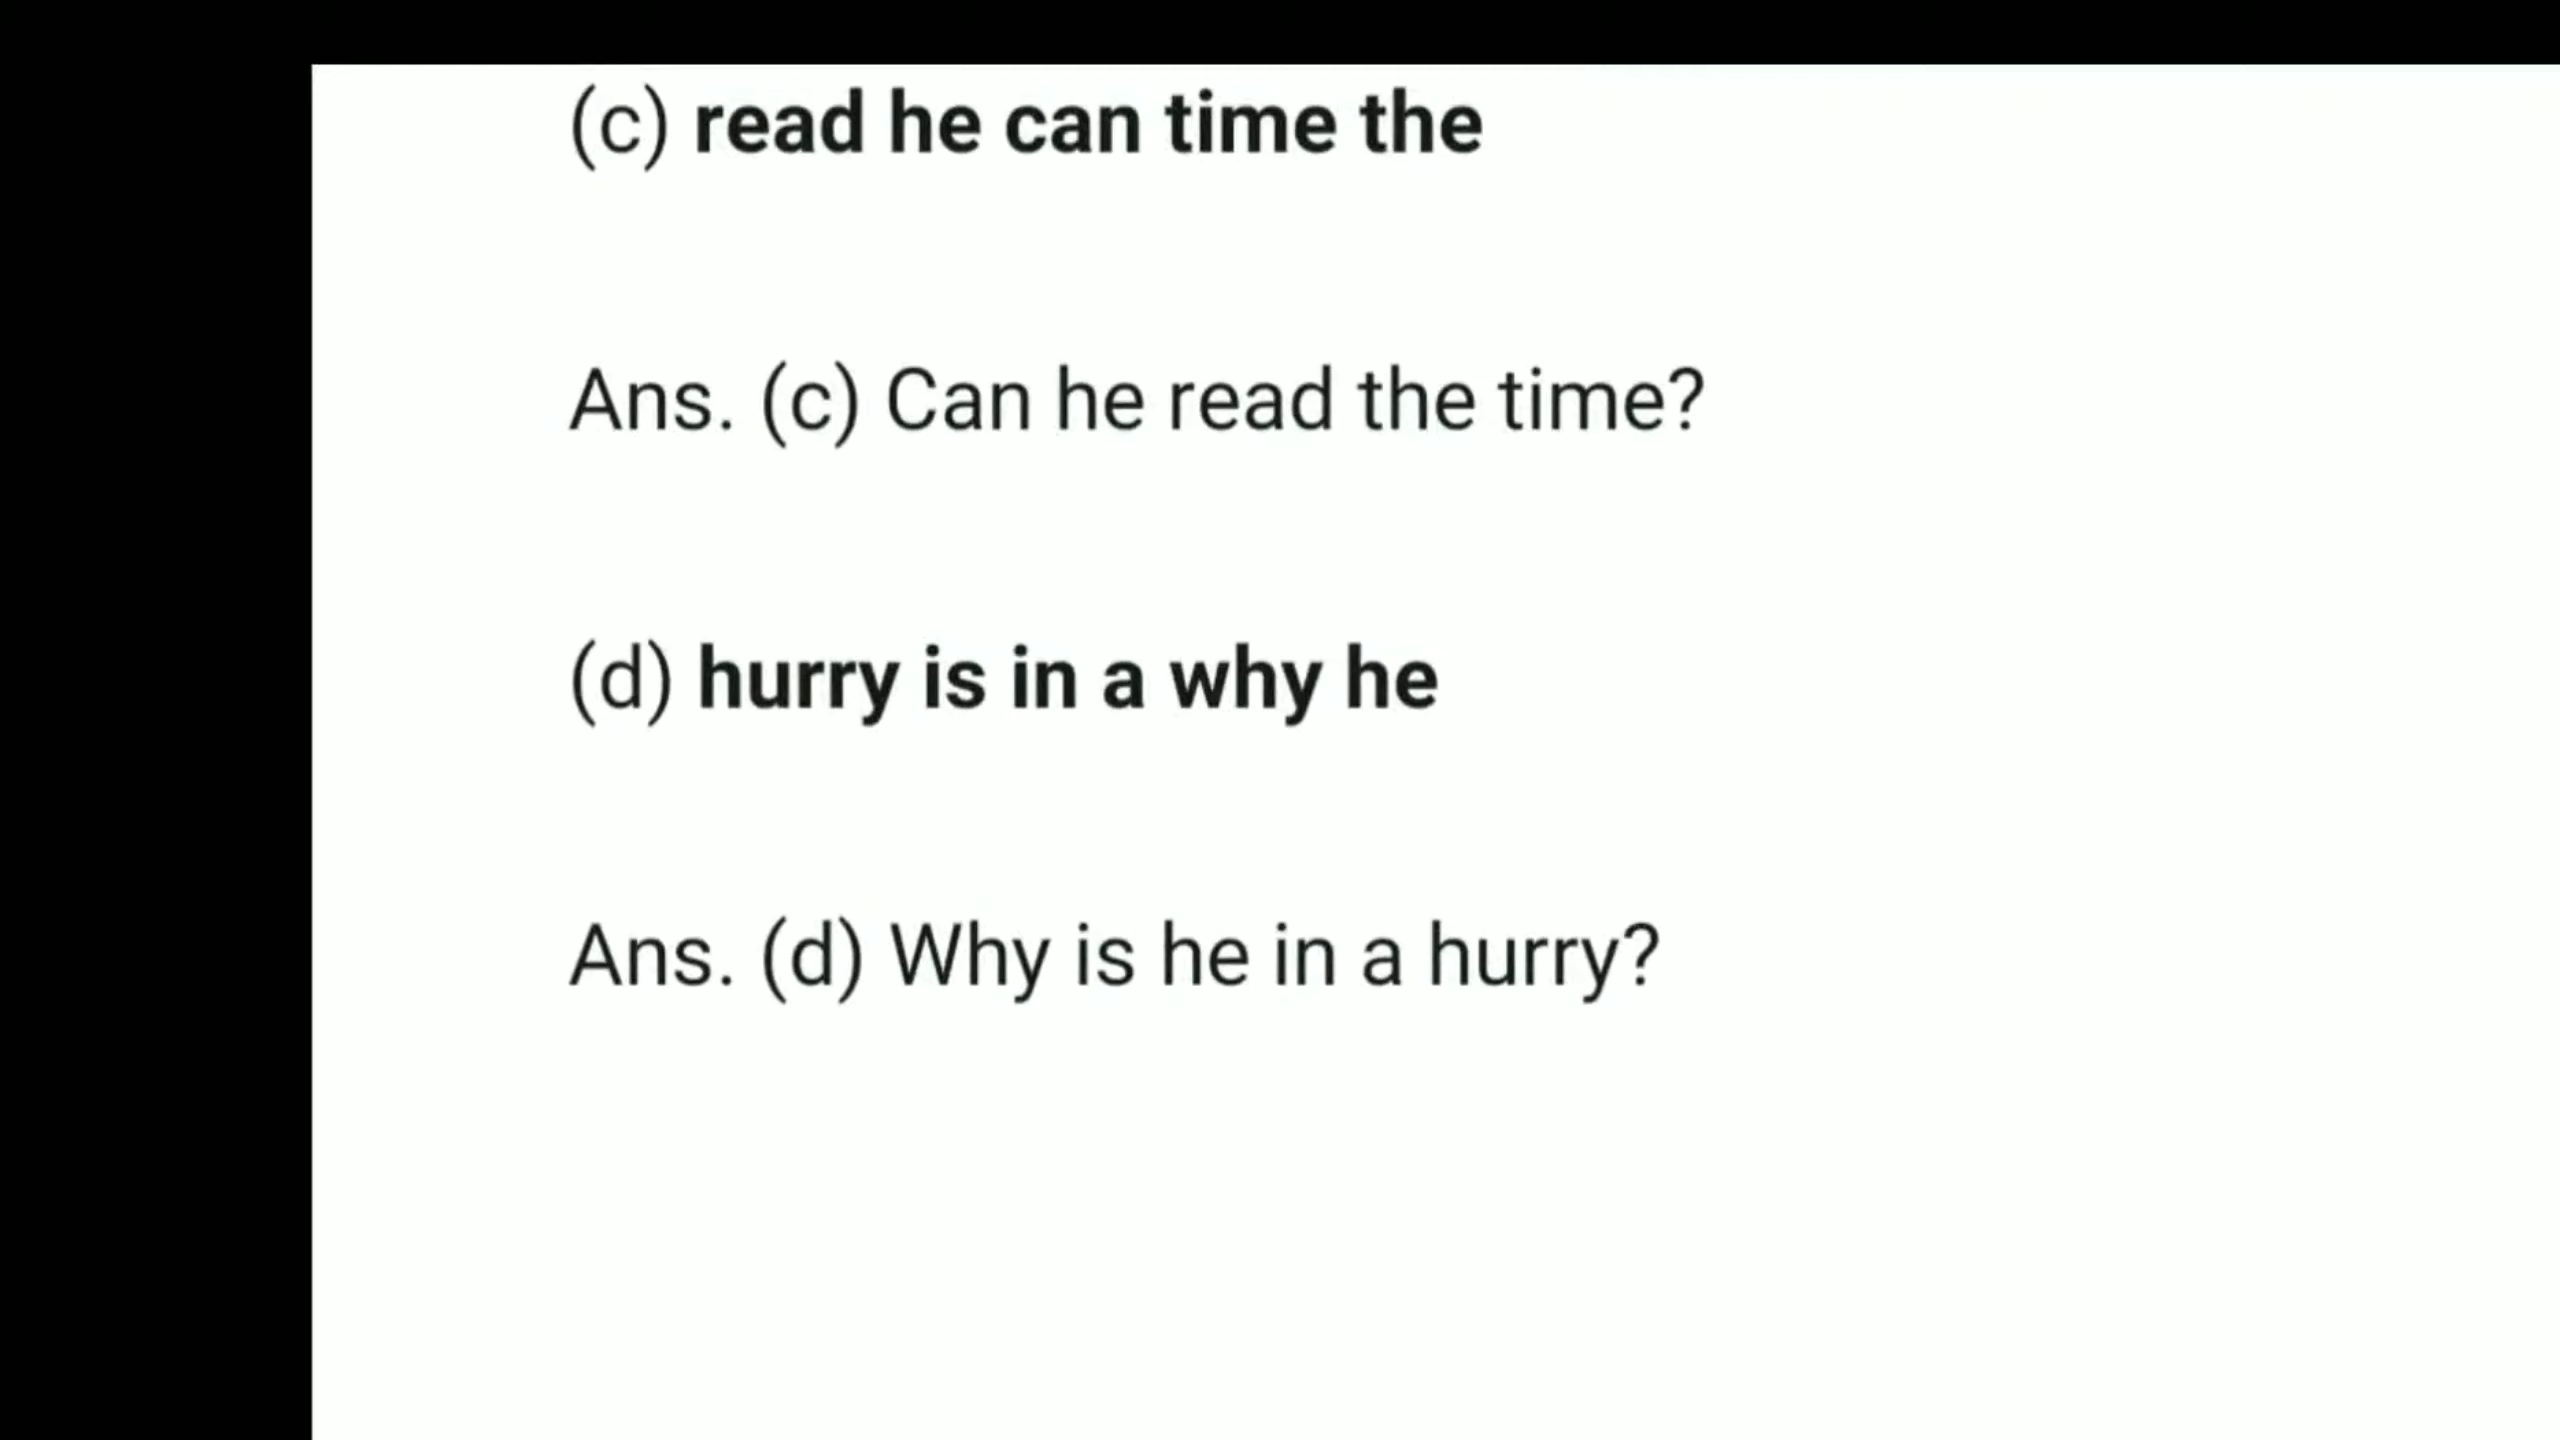 (c) read he can time the
Ans. (c) Can he read the time?
(d) hurry is in a why he
Ans. (d) Why is he in a hurry?